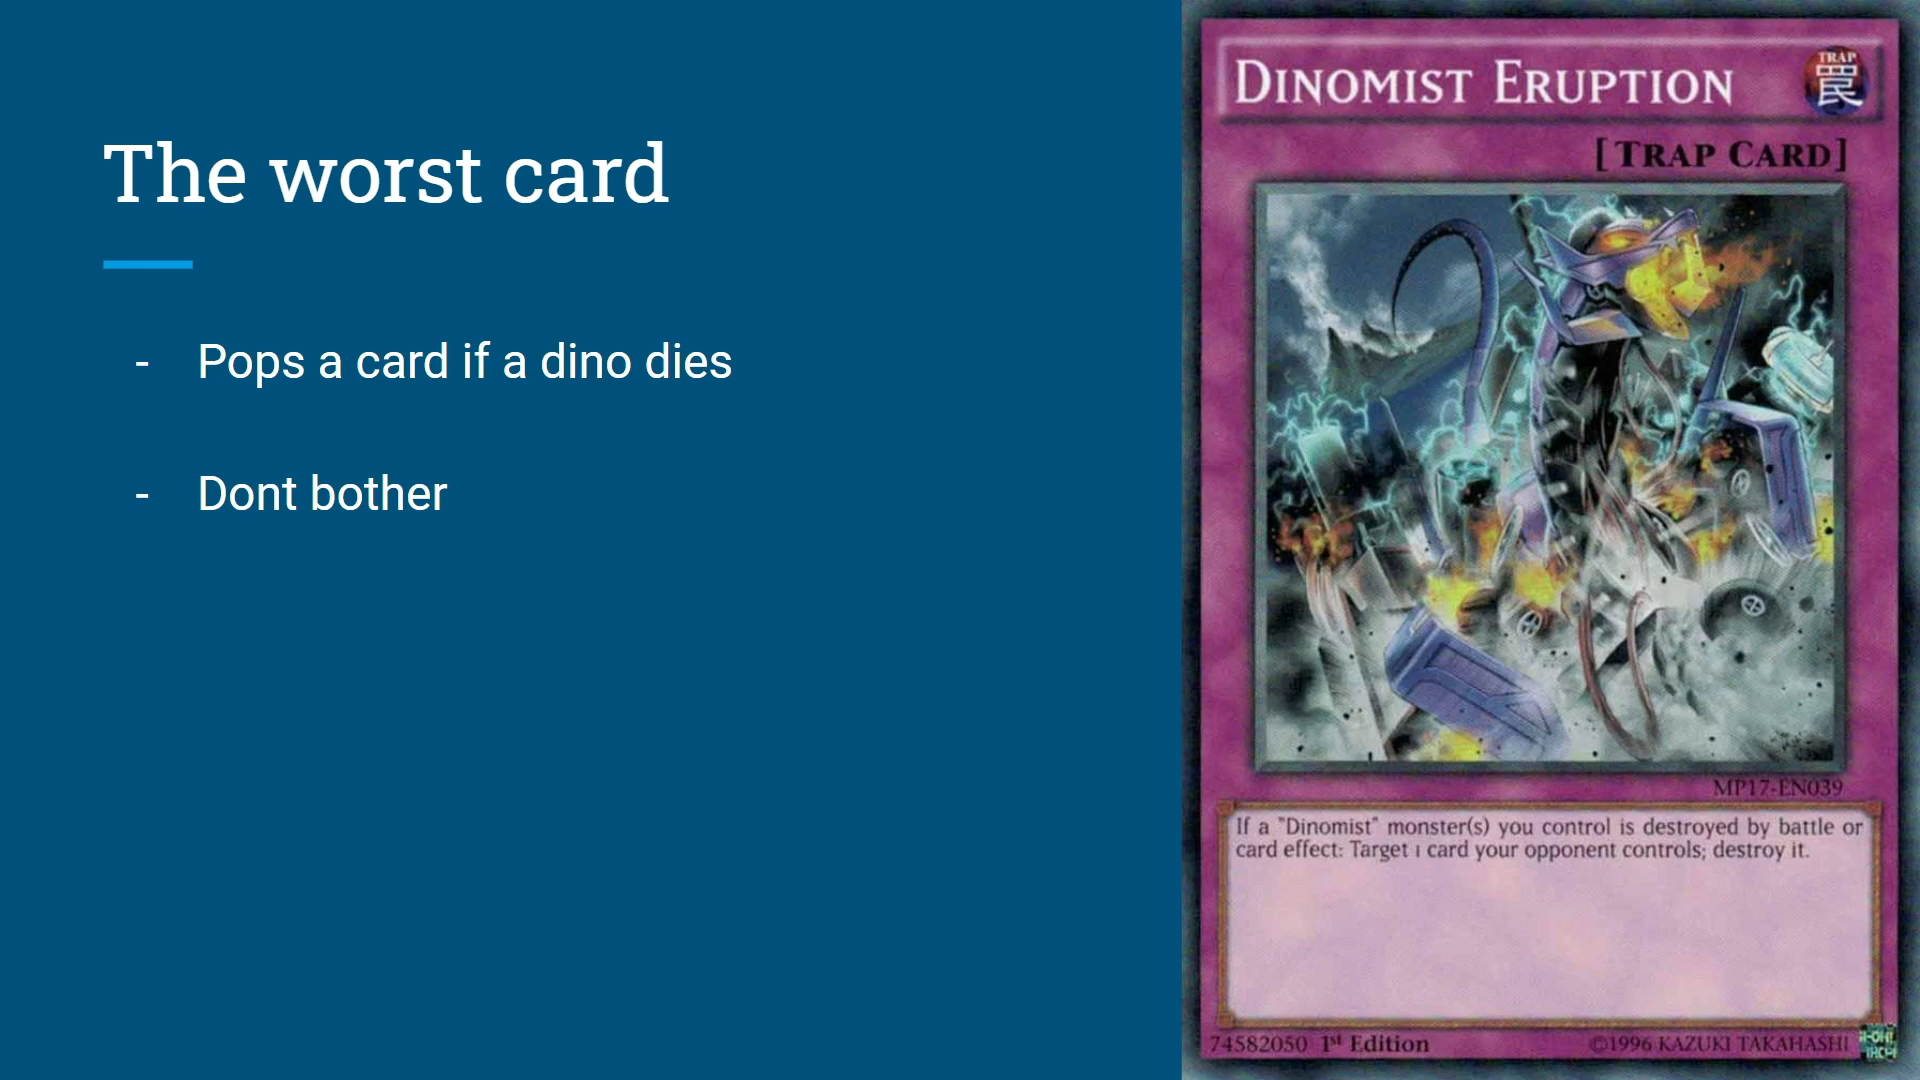 The worst card
- Pops a card if a dino dies
- Dont bother
DINOMIST ERUPTION
TRAP
罠
[TRAP CARD]
MP17-EN039
If a "Dinomist" monster(s) you control is destroyed by battle or
card effect: Target 1 card your opponent controls; destroy it.
74582050 1st Edition
©1996 KAZUKI TAKAHASHI